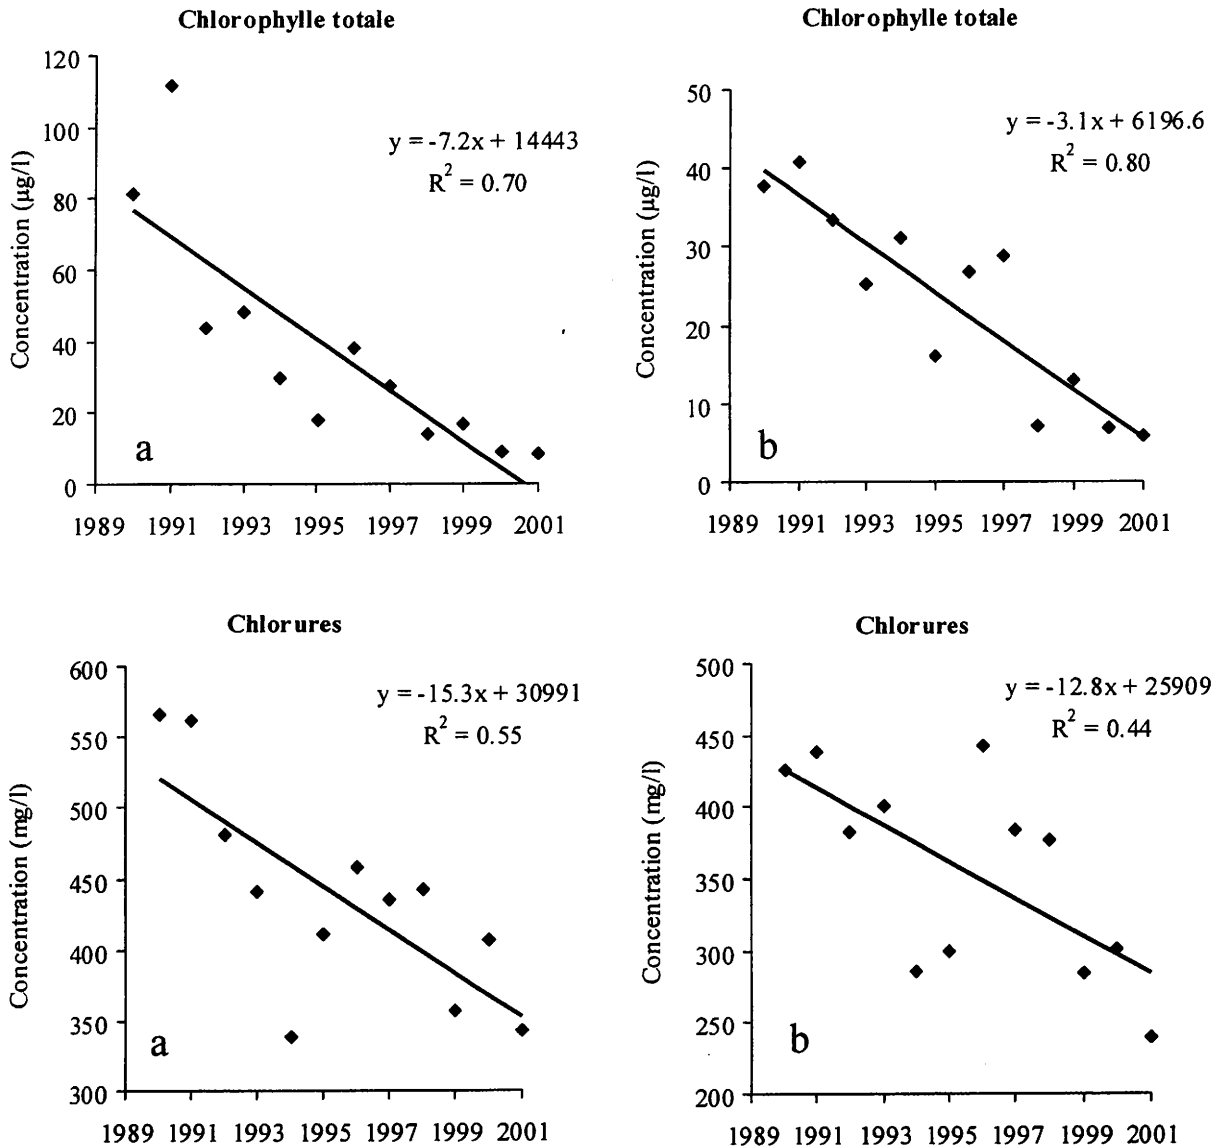 Chlorophylle totale
120
100
80
60
40
20
0
Concentration (µg/l)
y = -7.2x + 14443
R² = 0.70
a
1989 1991 1993 1995 1997 1999 2001
Chlorophylle totale
50
40
30
20
10
0
Concentration (µg/l)
y = -3.1x + 6196.6
R² = 0.80
b
1989 1991 1993 1995 1997 1999 2001
Chlorures
600
550
500
450
400
350
300
Concentration (mg/l)
y = -15.3x + 30991
R² = 0.55
a
1989 1991 1993 1995 1997 1999 2001
Chlorures
500
450
400
350
300
250
200
Concentration (mg/l)
y = -12.8x + 25909
R² = 0.44
b
1989 1991 1993 1995 1997 1999 2001